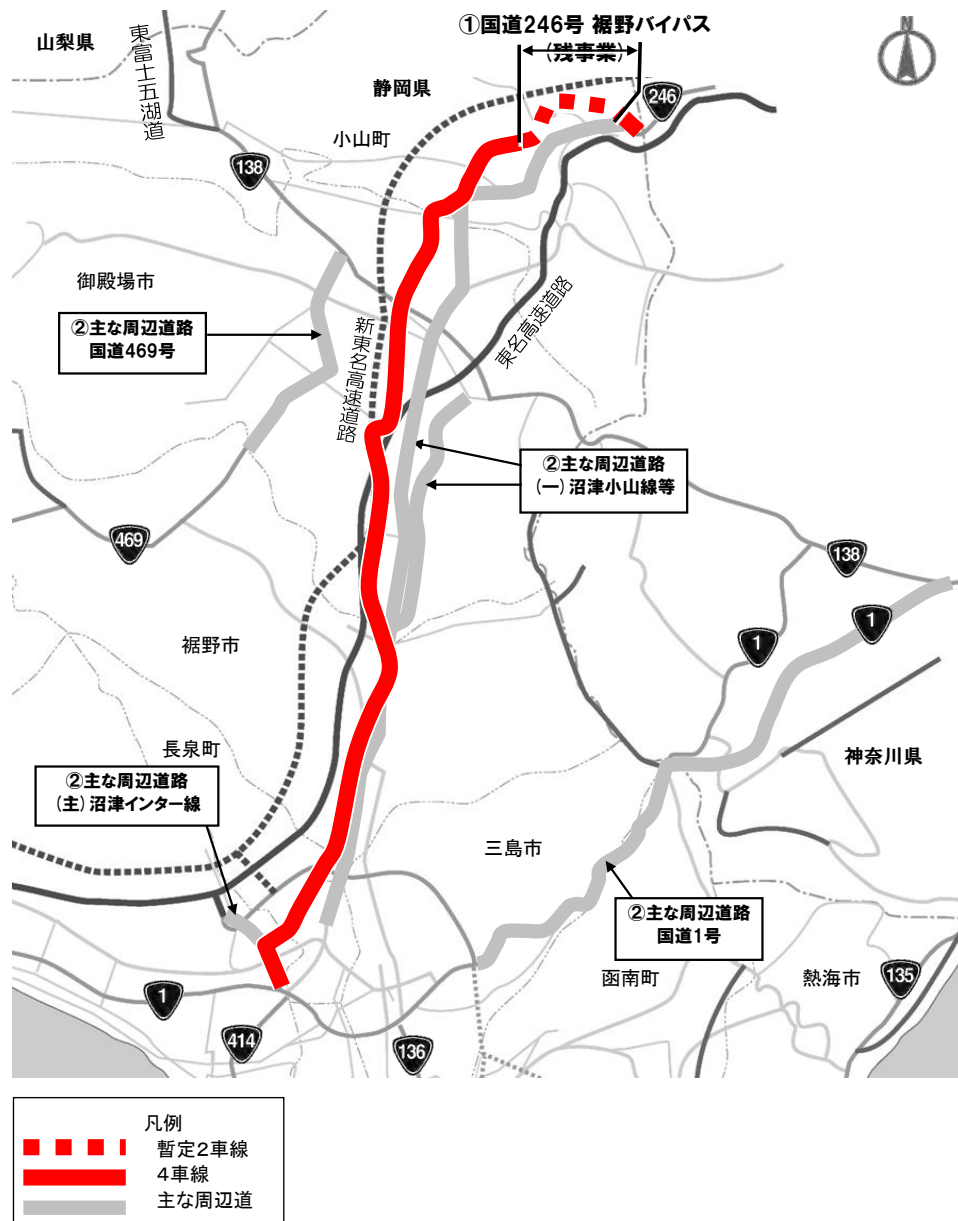 ①国道246号 裾野バイパス
(残事業)
山梨県
東富士五湖道
静岡県
246
小山町
138
御殿場市
②主な周辺道路
国道469号
新東名高速道路
東名高速道路
②主な周辺道路
(一)沼津小山線等
469
138
1
1
裾野市
長泉町
神奈川県
②主な周辺道路
(主)沼津インター線
三島市
②主な周辺道路
国道1号
函南町
熱海市
135
1
414
136
N
凡例
暫定2車線
4車線
主な周辺道